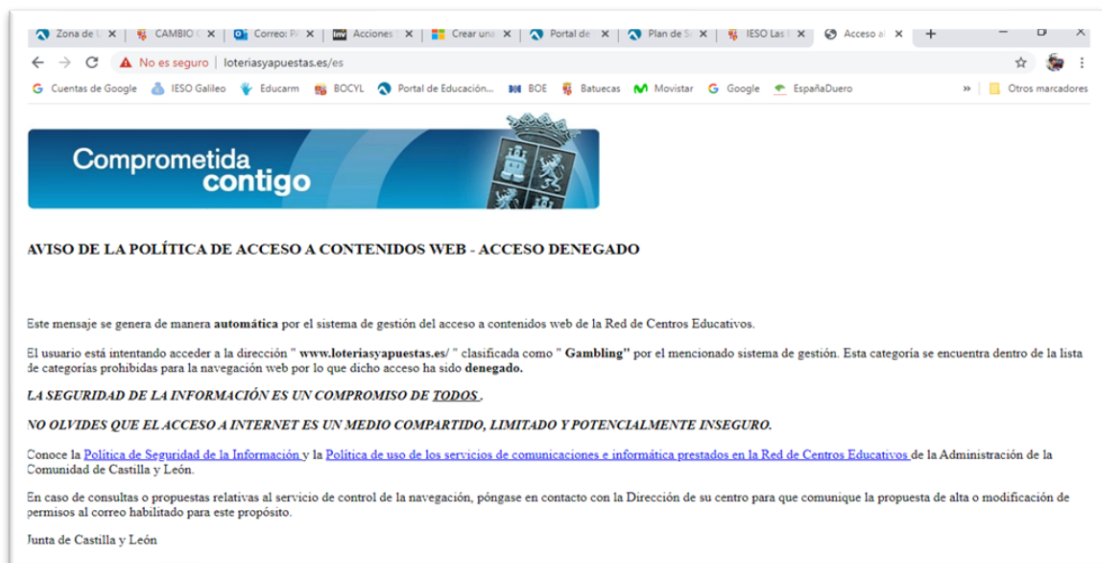 Zona de U CAMBIO C Correo: Pi Acciones Crear una Portal de Plan de S IESO Las Acceso al
No es seguro loteriasyapuestas.es/es
Cuentas de Google IESO Galileo Educarm BOCYL Portal de Educación... BOE Batuecas Movistar Google EspañaDuero » Otros marcadores
Comprometida
contigo
AVISO DE LA POLÍTICA DE ACCESO A CONTENIDOS WEB - ACCESO DENEGADO
Este mensaje se genera de manera automática por el sistema de gestión del acceso a contenidos web de la Red de Centros Educativos.
El usuario está intentando acceder a la dirección " www.loteriasyapuestas.es/ " clasificada como " Gambling" por el mencionado sistema de gestión. Esta categoría se encuentra dentro de la lista
de categorías prohibidas para la navegación web por lo que dicho acceso ha sido denegado.
LA SEGURIDAD DE LA INFORMACIÓN ES UN COMPROMISO DE TODOS .
NO OLVIDES QUE EL ACCESO A INTERNET ES UN MEDIO COMPARTIDO, LIMITADO Y POTENCIALMENTE INSEGURO.
Conoce la Política de Seguridad de la Información y la Política de uso de los servicios de comunicaciones e informática prestados en la Red de Centros Educativos de la Administración de la
Comunidad de Castilla y León.
En caso de consultas o propuestas relativas al servicio de control de la navegación, póngase en contacto con la Dirección de su centro para que comunique la propuesta de alta o modificación de
permisos al correo habilitado para este propósito.
Junta de Castilla y León